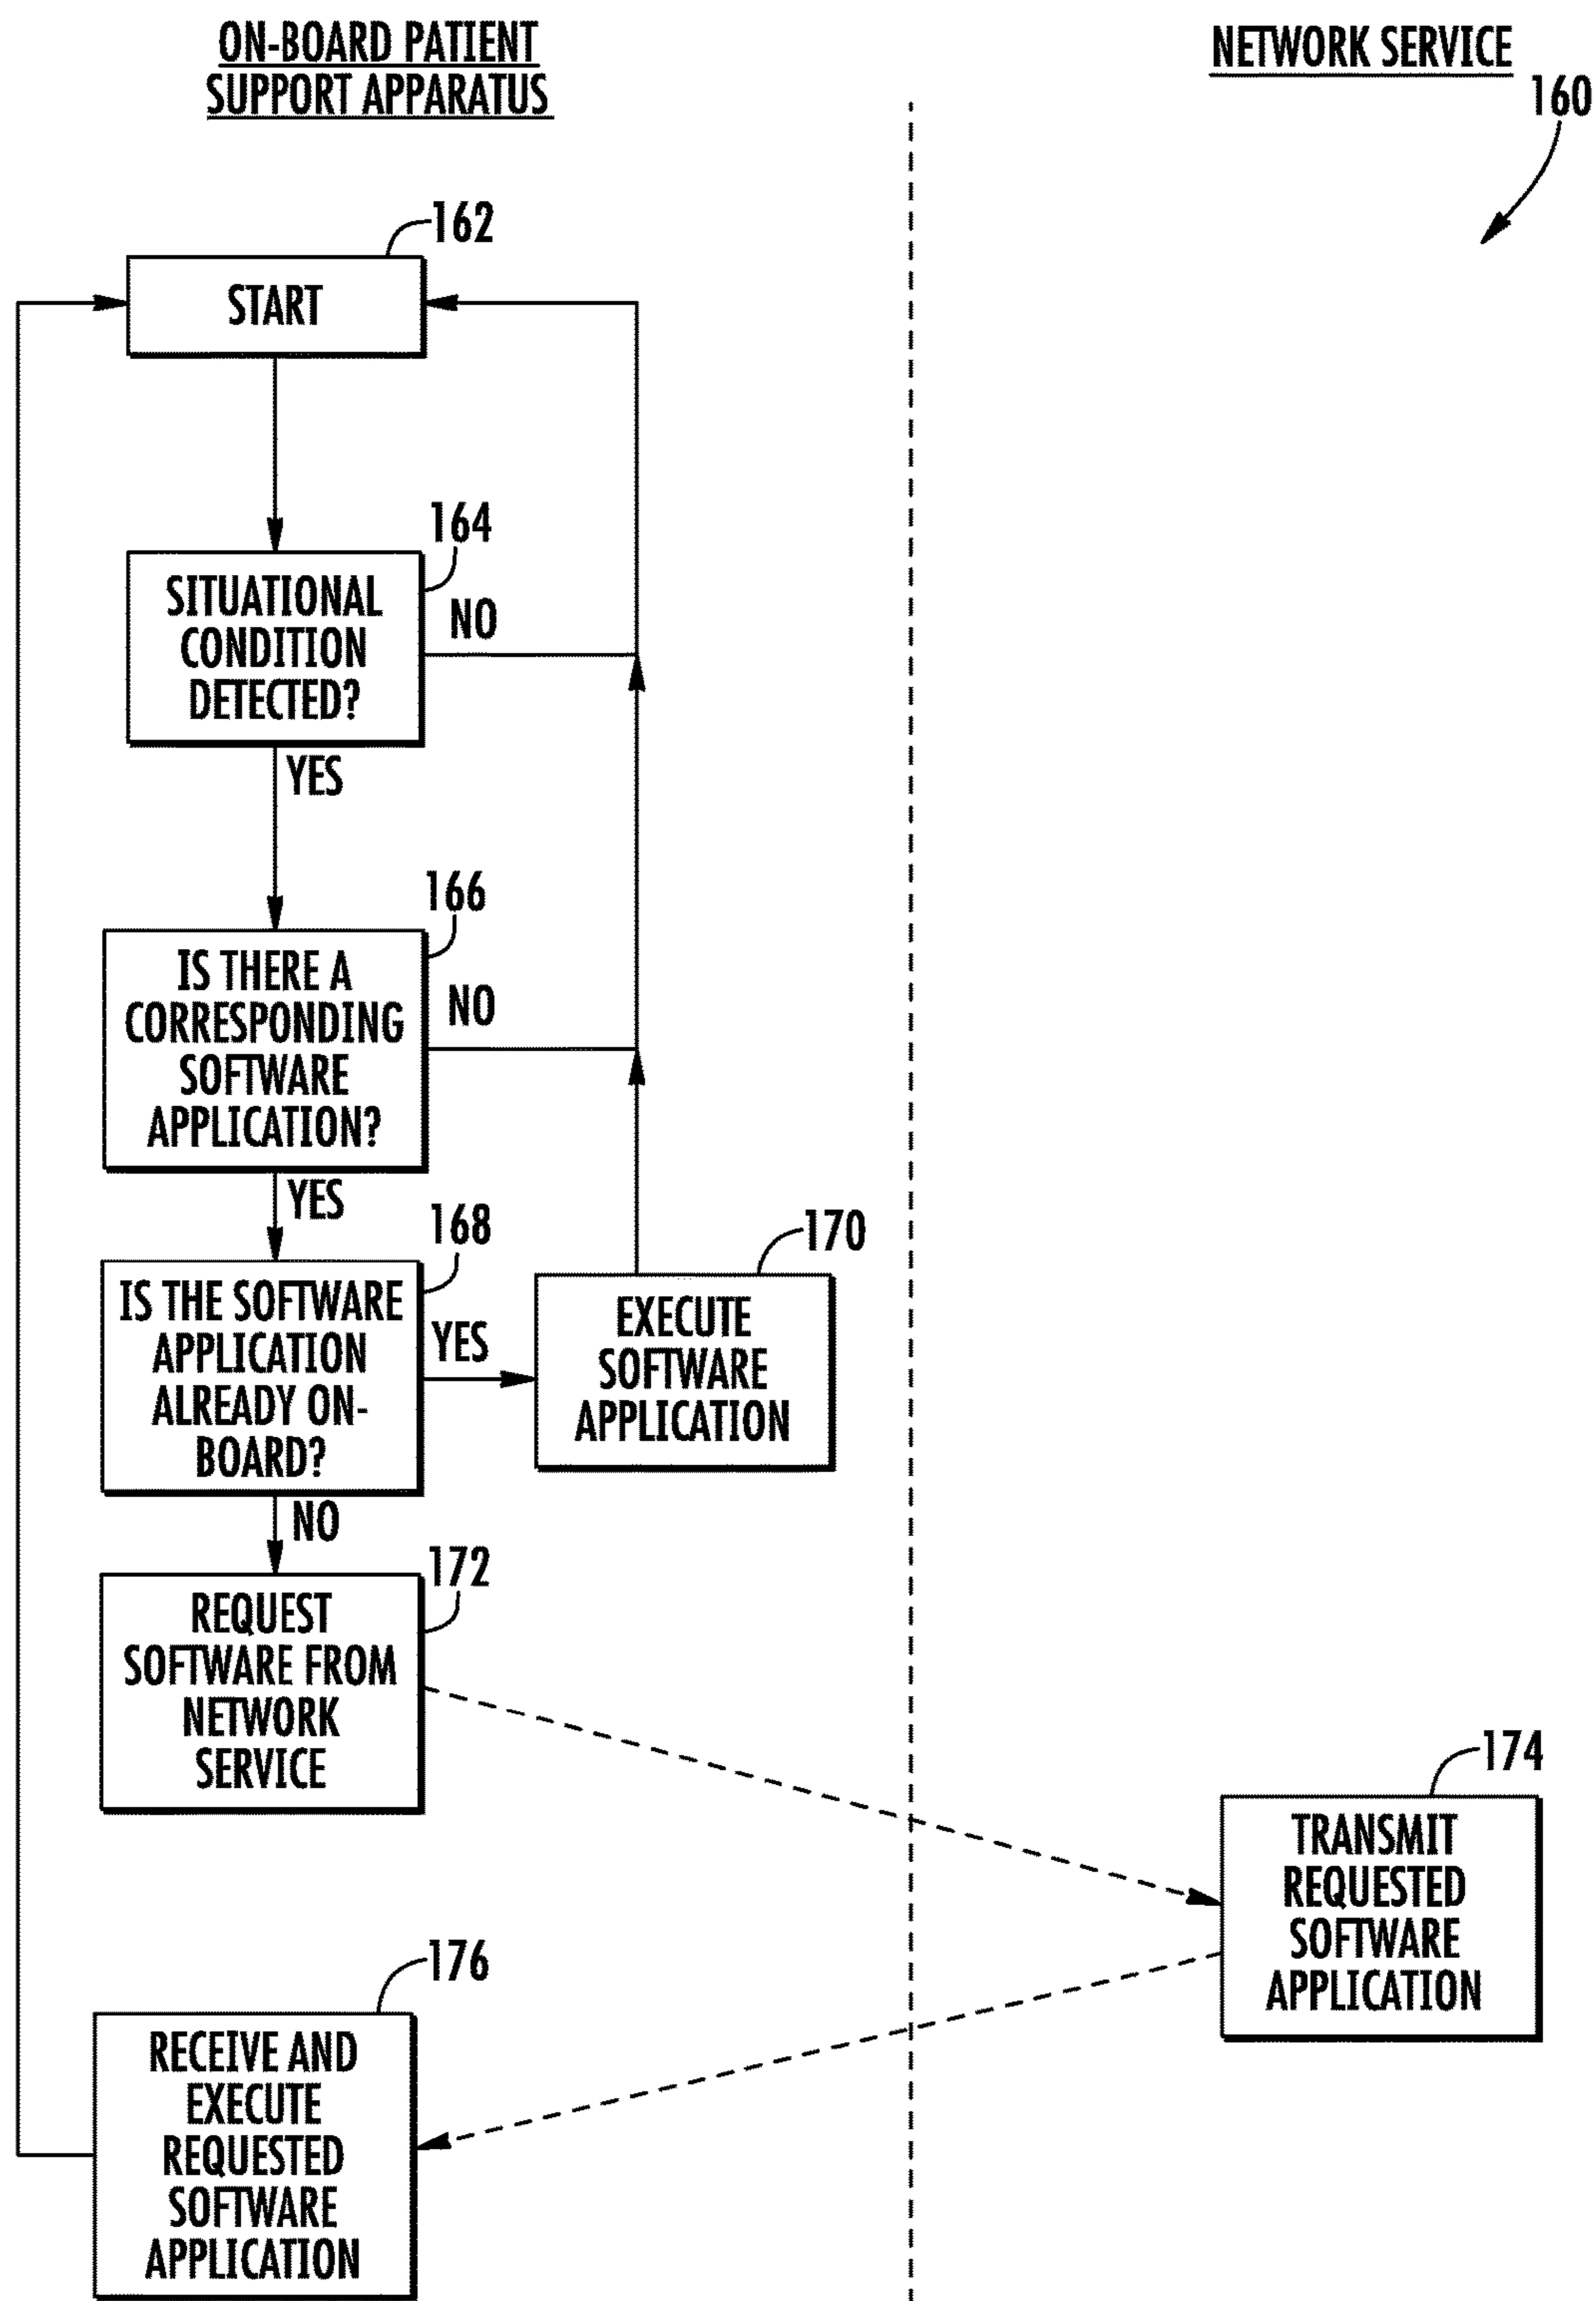 ON-BOARD PATIENT
SUPPORT APPARATUS
NETWORK SERVICE
160
162
START
164
SITUATIONAL
CONDITION
DETECTED?
NO
YES
166
IS THERE A
CORRESPONDING
SOFTWARE
APPLICATION?
NO
YES
168
IS THE SOFTWARE
APPLICATION
ALREADY ON-
BOARD?
YES
170
EXECUTE
SOFTWARE
APPLICATION
NO
172
REQUEST
SOFTWARE FROM
NETWORK
SERVICE
174
TRANSMIT
REQUESTED
SOFTWARE
APPLICATION
176
RECEIVE AND
EXECUTE
REQUESTED
SOFTWARE
APPLICATION